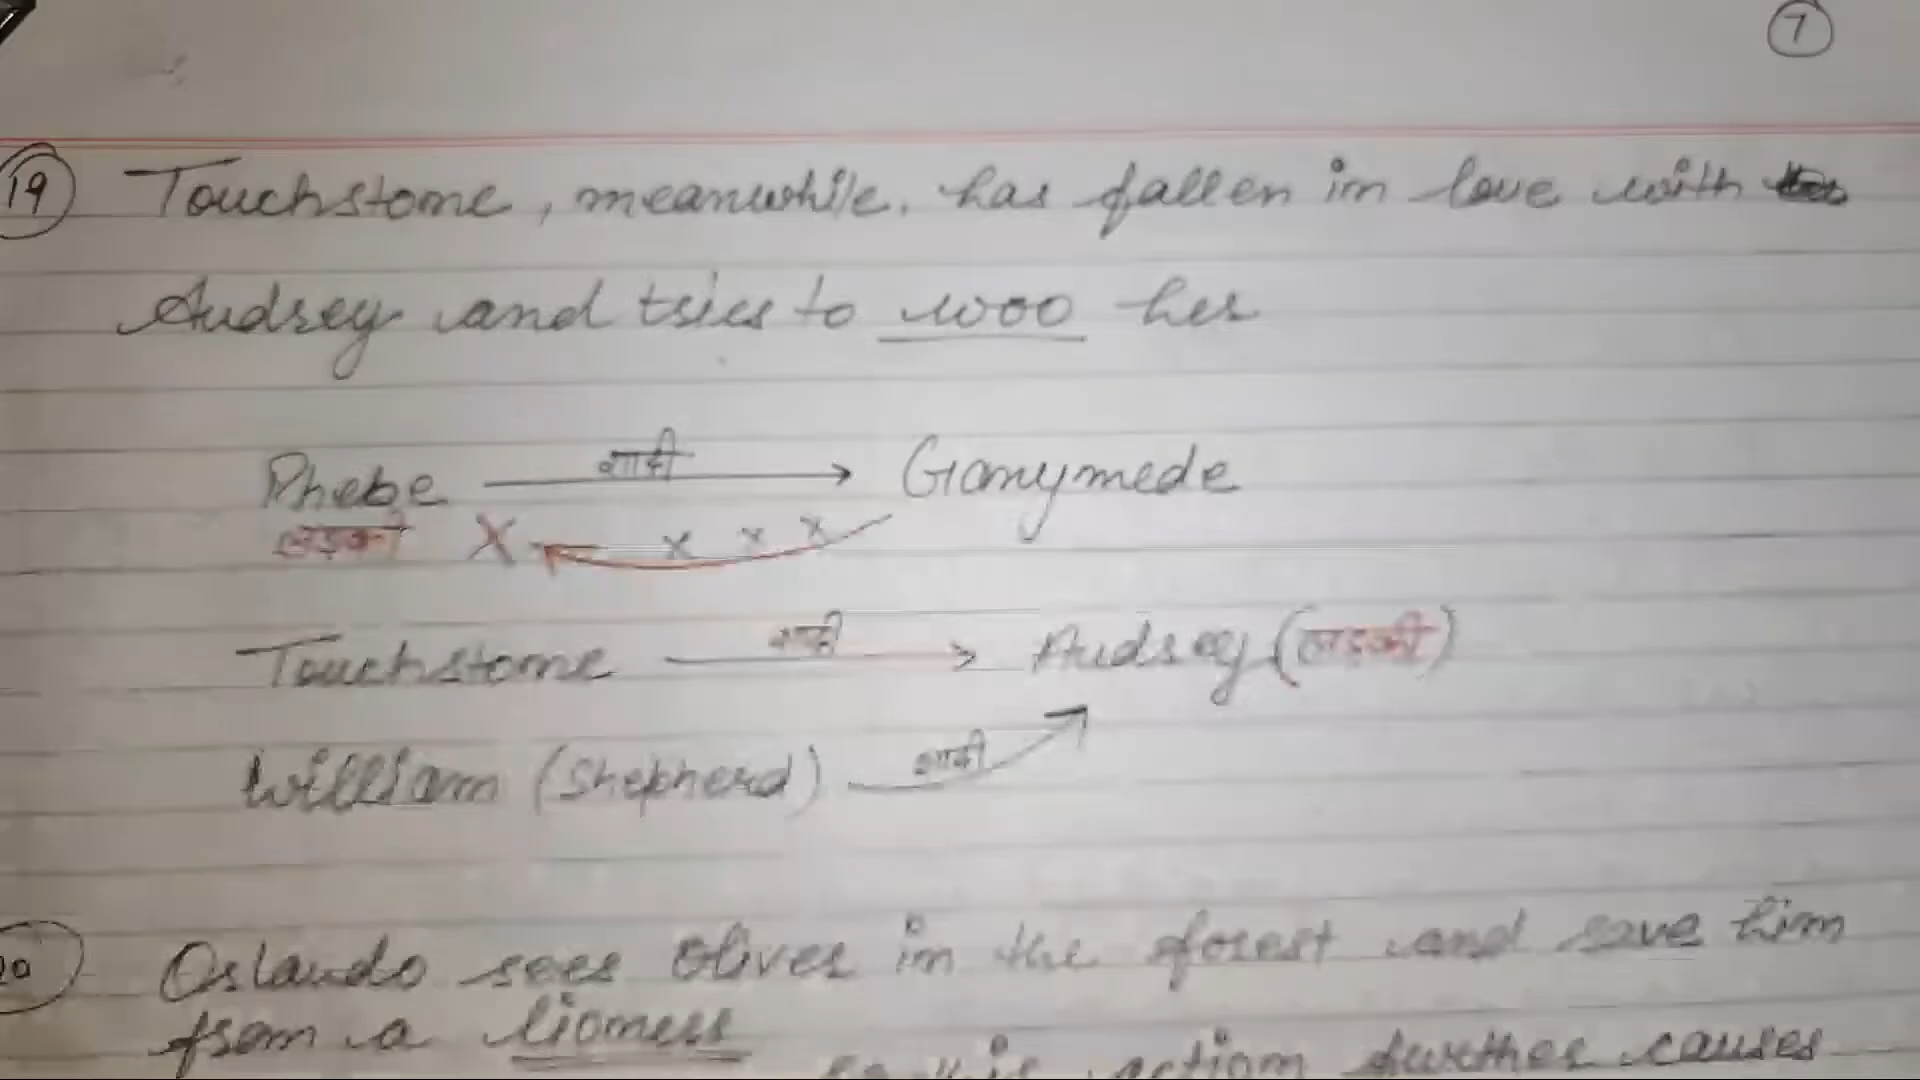 7
19 Touchstone, meanwhile, has fallen in love with
Audrey and tries to woo her
Phebe शादी Ganymede
लड़की X x x x
Touchstone शादी Audrey (लड़की)
William (Shepherd) शादी
20 Orlando sees Oliver in the forest and save him
from a lioness
action further causes